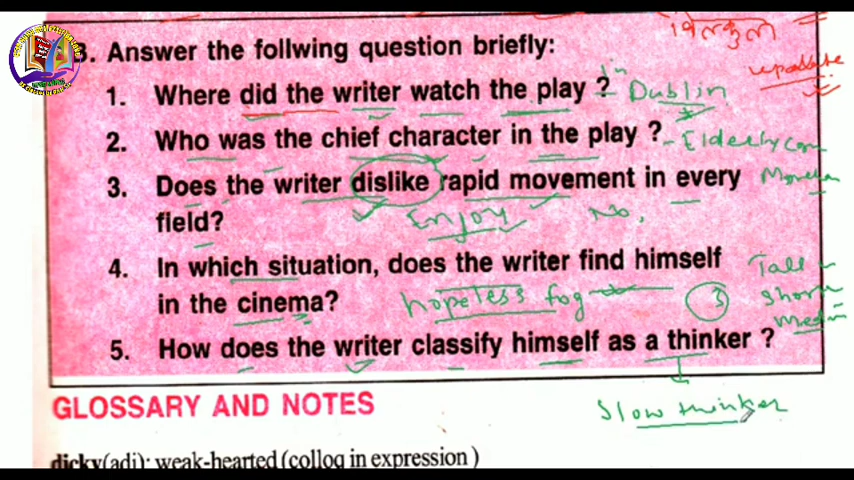 B. Answer the follwing question briefly:
1. Where did the writer watch the play ? Dublin
2. Who was the chief character in the play ? - Elderly
3. Does the writer dislike rapid movement in every
field? Enjoy No,
4. In which situation, does the writer find himself
in the cinema? hopeless fog 3
Tall
Short
5. How does the writer classify himself as a thinker ?
Slow thinker
GLOSSARY AND NOTES
dicky(adj): weak-hearted (colloq in expression )